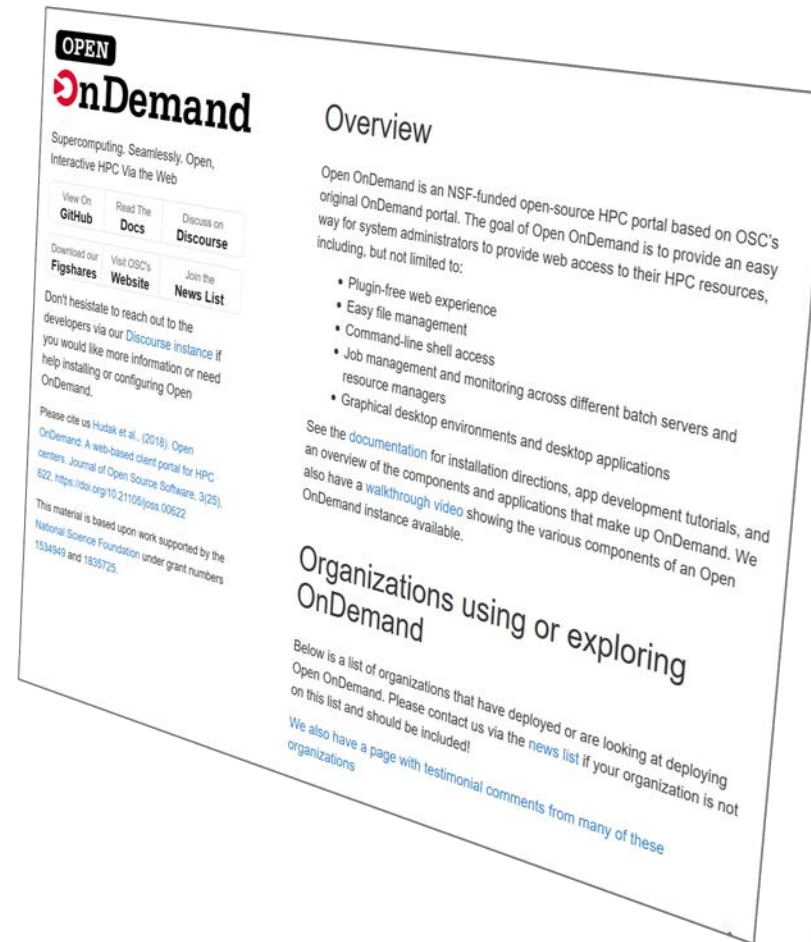 OPEN
OnDemand
Supercomputing. Seamlessly. Open,
Interactive HPC Via the Web
View On
GitHub
Read The
Docs
Discuss on
Discourse
Download our
Figshares
Visit OSC's
Website
Join the
News List
Don't hesistate to reach out to the
developers via our Discourse instance if
you would like more information or need
help installing or configuring Open
OnDemand.
Please cite us Hudak et al., (2018). Open
OnDemand: A web-based client portal for HPC
centers. Journal of Open Source Software, 3(25),
622, https://doi.org/10.21105/joss.00622
This material is based upon work supported by the
National Science Foundation under grant numbers
1534949 and 1835725.
Overview
Open OnDemand is an NSF-funded open-source HPC portal based on OSC's
original OnDemand portal. The goal of Open OnDemand is to provide an easy
way for system administrators to provide web access to their HPC resources,
including, but not limited to:
• Plugin-free web experience
• Easy file management
• Command-line shell access
• Job management and monitoring across different batch servers and
resource managers
• Graphical desktop environments and desktop applications
See the documentation for installation directions, app development tutorials, and
an overview of the components and applications that make up OnDemand. We
also have a walkthrough video showing the various components of an Open
OnDemand instance available.
Organizations using or exploring
OnDemand
Below is a list of organizations that have deployed or are looking at deploying
Open OnDemand. Please contact us via the news list if your organization is not
on this list and should be included!
We also have a page with testimonial comments from many of these
organizations